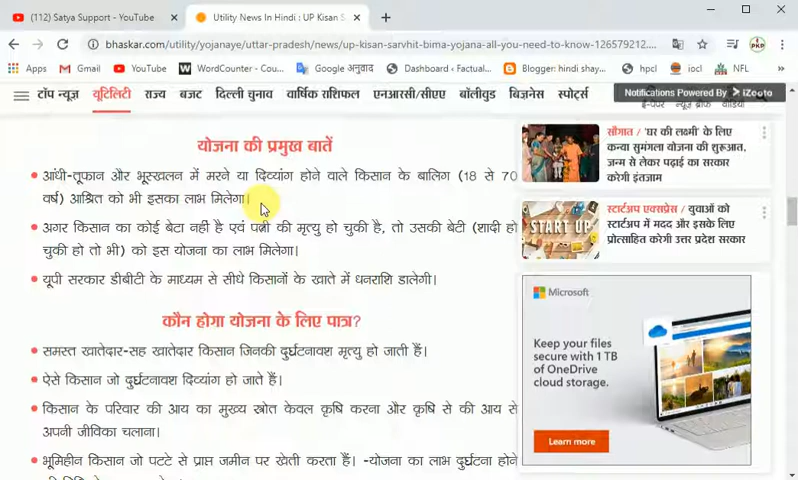 (112) Satya Support - YouTube
Utility News In Hindi : UP Kisan S
bhaskar.com/utility/yojanaye/uttar-pradesh/news/up-kisan-sarvhit-bima-yojana-all-you-need-to-know-126579212....
Apps Gmail YouTube WordCounter - Cou... Google अनुवाद Dashboard ‹ Factual... Blogger: hindi shay... hpcl iocl NFL
टॉप न्यूज़ यूटिलिटी राज्य बजट दिल्ली चुनाव वार्षिक राशिफल एनआरसी/सीएए बॉलीवुड बिज़नेस स्पोर्ट्स
Notifications Powered By iZooto
ई-पेपर न्यूज़ ब्रीफ वीडियो
योजना की प्रमुख बातें
आंधी-तूफान और भूस्खलन में मरने या दिव्यांग होने वाले किसान के बालिग (18 से 70
वर्ष) आश्रित को भी इसका लाभ मिलेगा।
अगर किसान का कोई बेटा नहीं है एवं पत्नी की मृत्यु हो चुकी है, तो उसकी बेटी (शादी हो
चुकी हो तो भी) को इस योजना का लाभ मिलेगा।
यूपी सरकार डीबीटी के माध्यम से सीधे किसानों के खाते में धनराशि डालेगी।
कौन होगा योजना के लिए पात्र?
समस्त खातेदार-सह खातेदार किसान जिनकी दुर्घटनावश मृत्यु हो जाती हैं।
ऐसे किसान जो दुर्घटनावश दिव्यांग हो जाते हैं।
किसान के परिवार की आय का मुख्य स्रोत केवल कृषि करना और कृषि से की आय से
अपनी जीविका चलाना।
भूमिहीन किसान जो पटटे से प्राप्त जमीन पर खेती करता हैं। -योजना का लाभ दुर्घटना होने
सौगात / 'घर की लक्ष्मी' के लिए
कन्या सुमंगला योजना की शुरूआत,
जन्म से लेकर पढ़ाई का सरकार
करेगी इंतजाम
START UP
स्टार्टअप एक्सप्रेस / युवाओं को
स्टार्टअप में मदद और इसके लिए
प्रोत्साहित करेगी उत्तर प्रदेश सरकार
Microsoft
Keep your files
secure with 1 TB
of OneDrive
cloud storage.
Learn more